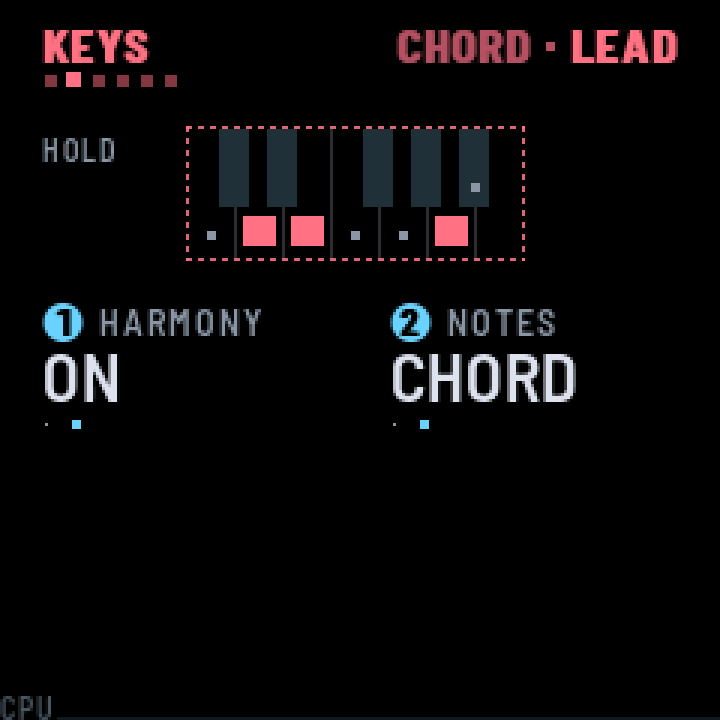 KEYS CHORD · LEAD
HOLD
1 HARMONY 2 NOTES
ON CHORD
CPU